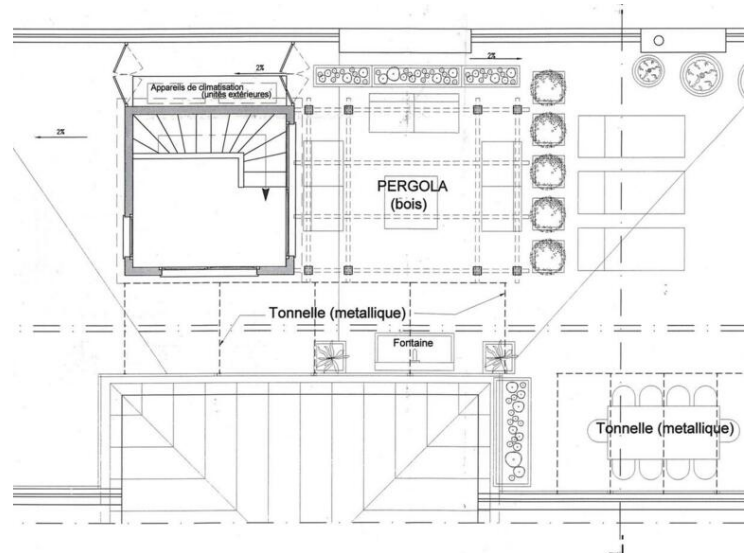 2%
2%
Appareils de climatisation
(unités extérieures)
2%
PERGOLA
(bois)
Tonnelle (metallique)
Fontaine
Tonnelle (metallique)